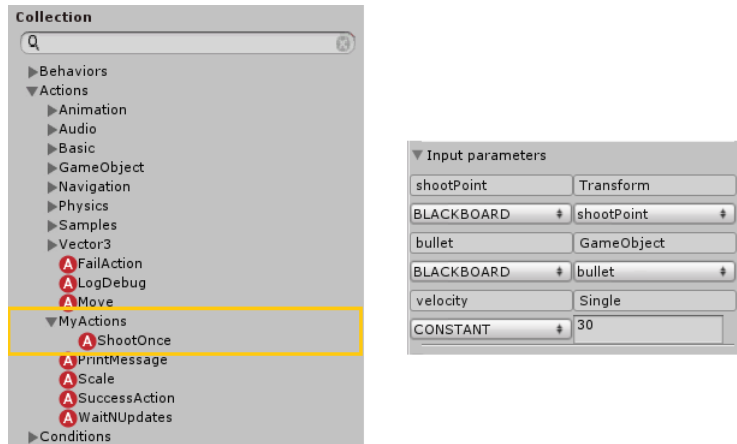 Collection
Behaviors
Actions
Animation
Audio
Basic
GameObject
Navigation
Physics
Samples
Vector3
A FailAction
A LogDebug
A Move
MyActions
A ShootOnce
A PrintMessage
A Scale
A SuccessAction
A WaitNUpdates
Conditions
Input parameters
shootPoint Transform
BLACKBOARD shootPoint
bullet GameObject
BLACKBOARD bullet
velocity Single
CONSTANT 30